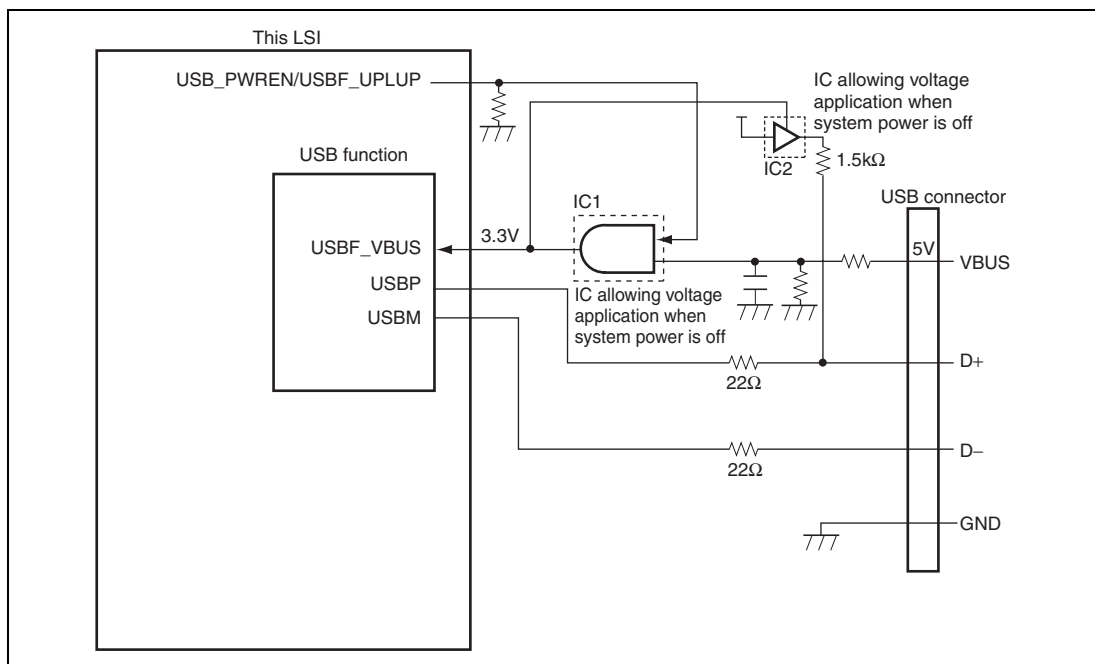 This LSI
USB_PWREN/USBF_UPLUP
IC allowing voltage
application when
system power is off
IC2
1.5kΩ
USB function
USB connector
IC1
USBF_VBUS
3.3V
5V
VBUS
USBP
USBM
IC allowing voltage
application when
system power is off
22Ω
D+
22Ω
D−
GND